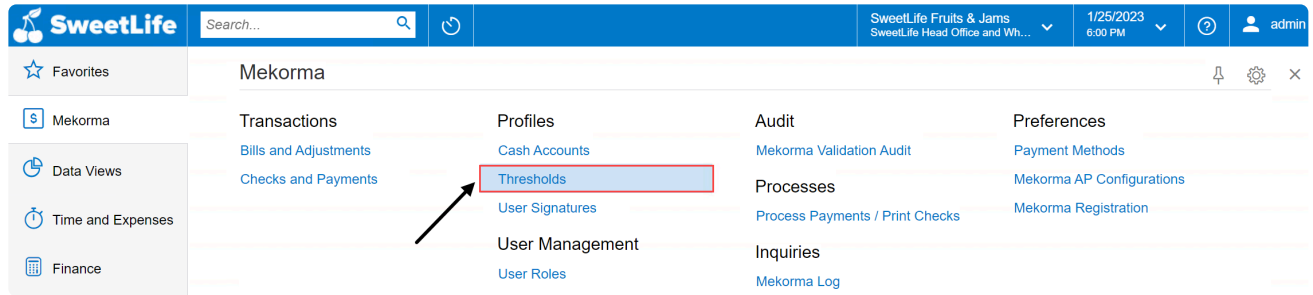 SweetLife
Search...
SweetLife Fruits & Jams
SweetLife Head Office and Wh...
1/25/2023
6:00 PM
?
admin
Favorites
$ Mekorma
Data Views
Time and Expenses
Finance
Mekorma
Transactions
Bills and Adjustments
Checks and Payments
Profiles
Cash Accounts
Thresholds
User Signatures
User Management
User Roles
Audit
Mekorma Validation Audit
Processes
Process Payments / Print Checks
Inquiries
Mekorma Log
Preferences
Payment Methods
Mekorma AP Configurations
Mekorma Registration